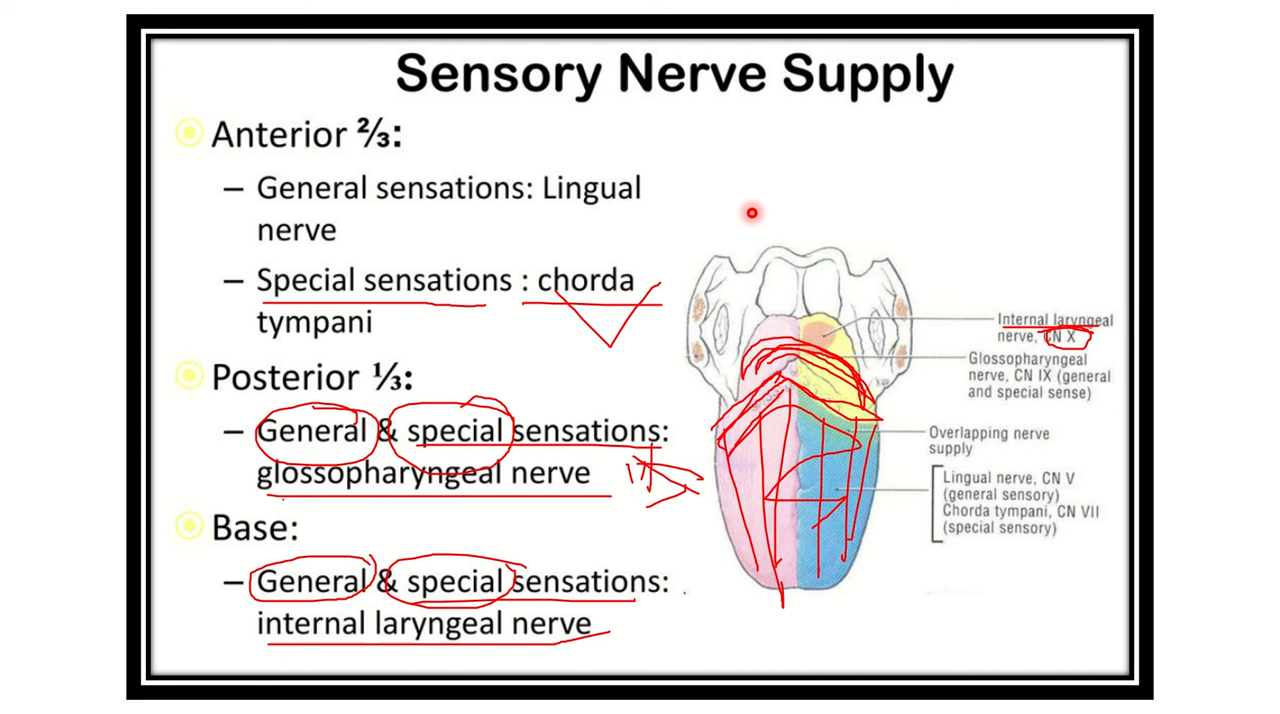 Sensory Nerve Supply
Anterior ⅔:
– General sensations: Lingual
nerve
– Special sensations : chorda
tympani
Posterior ⅓:
– General & special sensations:
glossopharyngeal nerve
Base:
– General & special sensations:
internal laryngeal nerve
Internal laryngeal
nerve, CN X
Glossopharyngeal
nerve, CN IX (general
and special sense)
Overlapping nerve
supply
Lingual nerve, CN V
(general sensory)
Chorda tympani, CN VII
(special sensory)